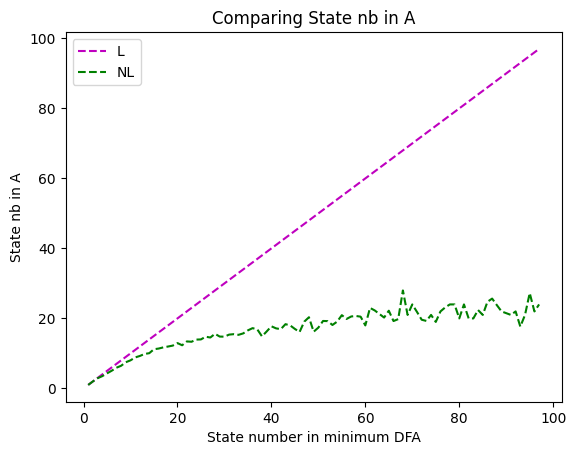 Comparing State nb in A
L
NL
State nb in A
100
80
60
40
20
0
0 20 40 60 80 100
State number in minimum DFA